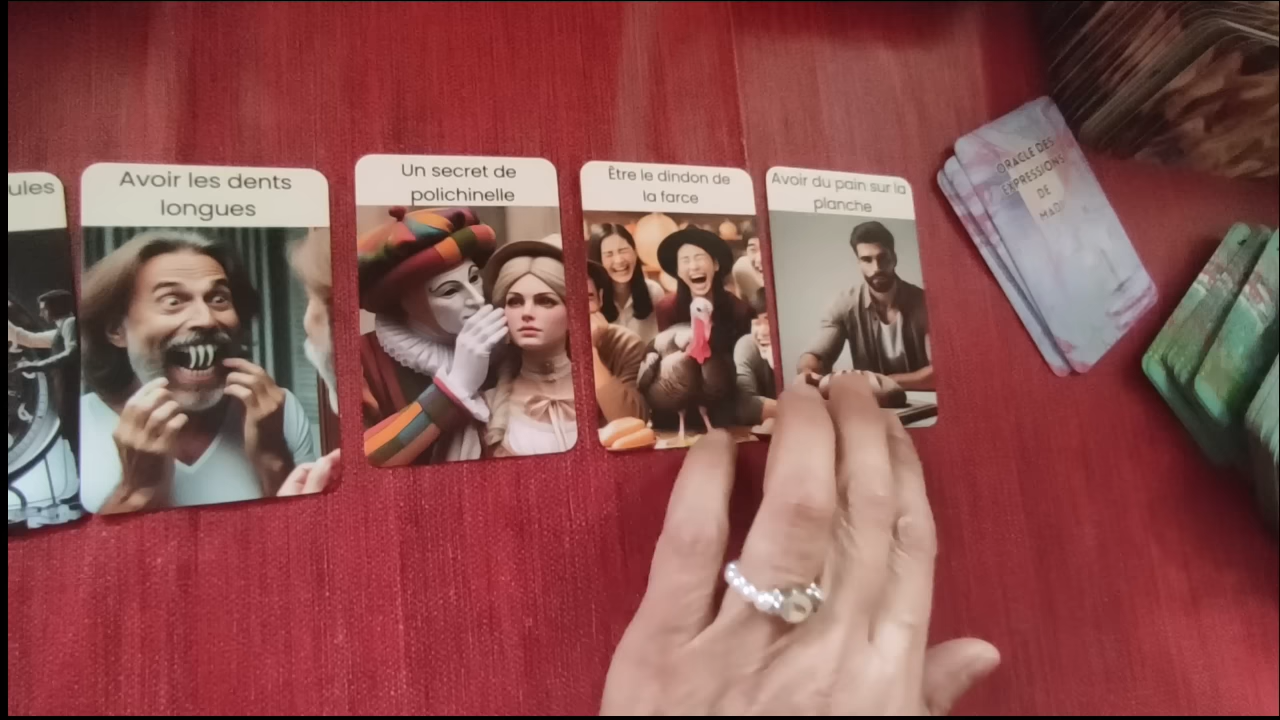 ules
Avoir les dents
longues
Un secret de
polichinelle
Être le dindon de
la farce
Avoir du pain sur la
planche
ORACLE DES
EXPRESSIONS
DE